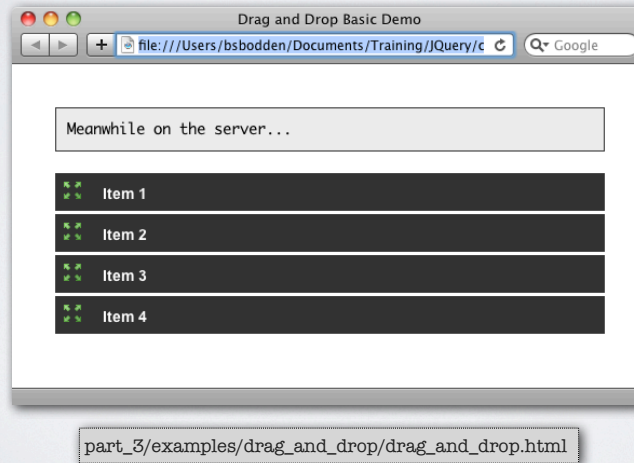 Drag and Drop Basic Demo
file:///Users/bsbodden/Documents/Training/JQuery/c
Google
Meanwhile on the server...
Item 1
Item 2
Item 3
Item 4
part_3/examples/drag_and_drop/drag_and_drop.html